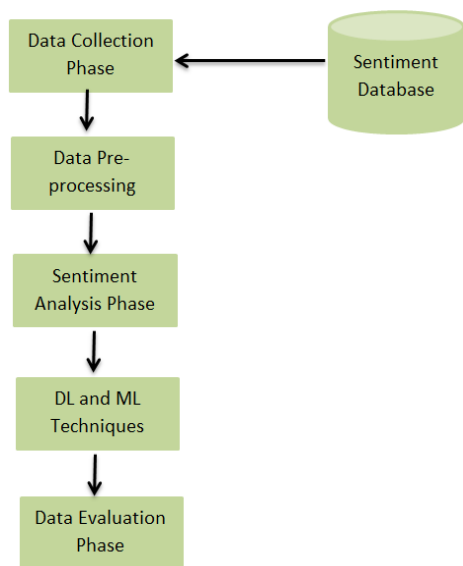 Data Collection
Phase
Sentiment
Database
Data Pre-
processing
Sentiment
Analysis Phase
DL and ML
Techniques
Data Evaluation
Phase